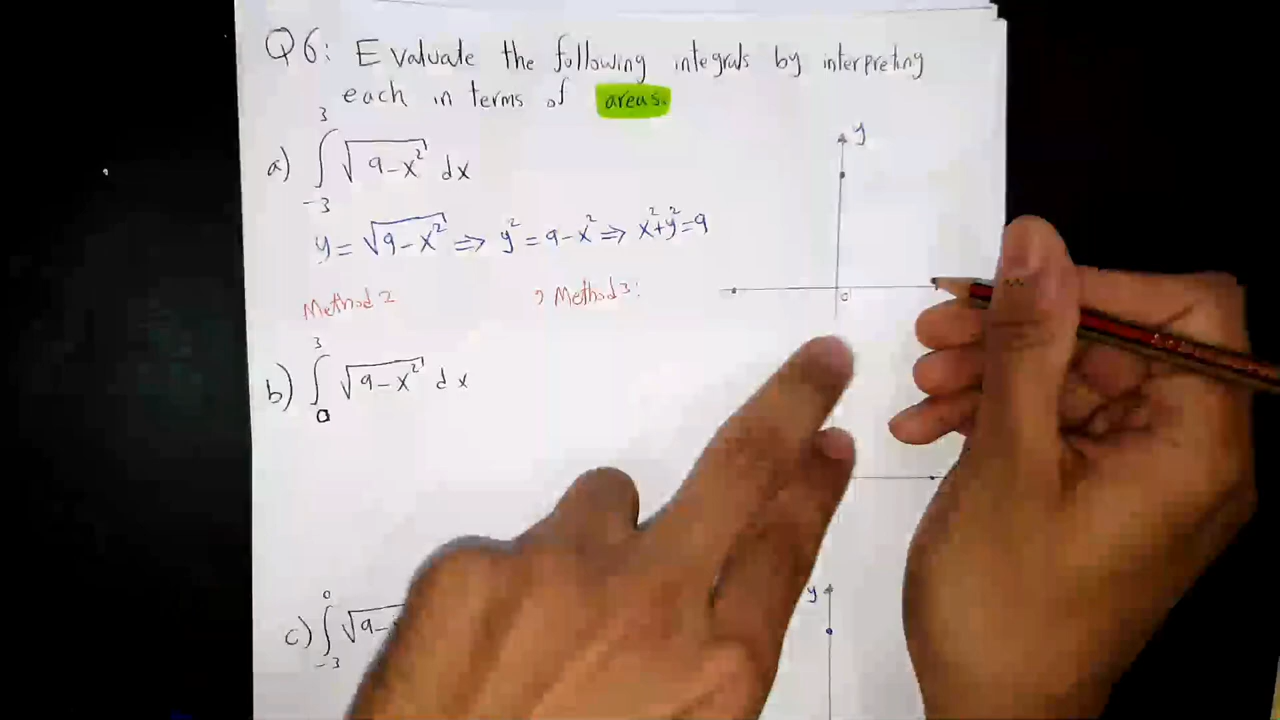 Q6: Evaluate the following integrals by interpreting
each in terms of areas.
a) ∫₋₃³ √(9-x²) dx
y = √(9-x²) ⇒ y² = 9-x² ⇒ x²+y²=9
Method 2 , Method 3:
b) ∫₀³ √(9-x²) dx
c) ∫₋₃⁰ √9-
y
0
y